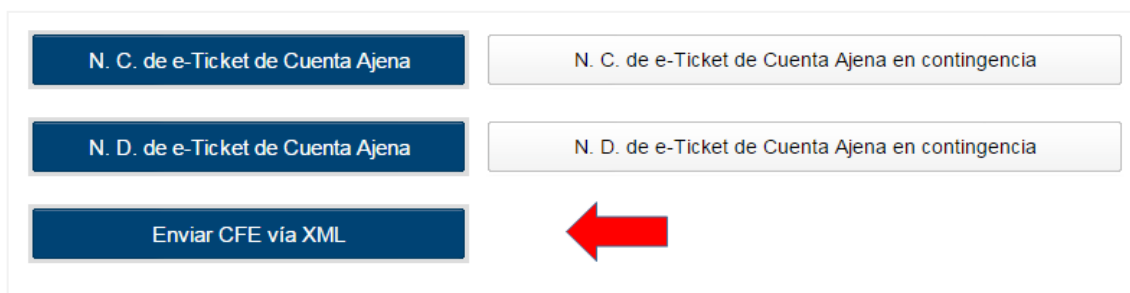 N. C. de e-Ticket de Cuenta Ajena
N. C. de e-Ticket de Cuenta Ajena en contingencia
N. D. de e-Ticket de Cuenta Ajena
N. D. de e-Ticket de Cuenta Ajena en contingencia
Enviar CFE vía XML